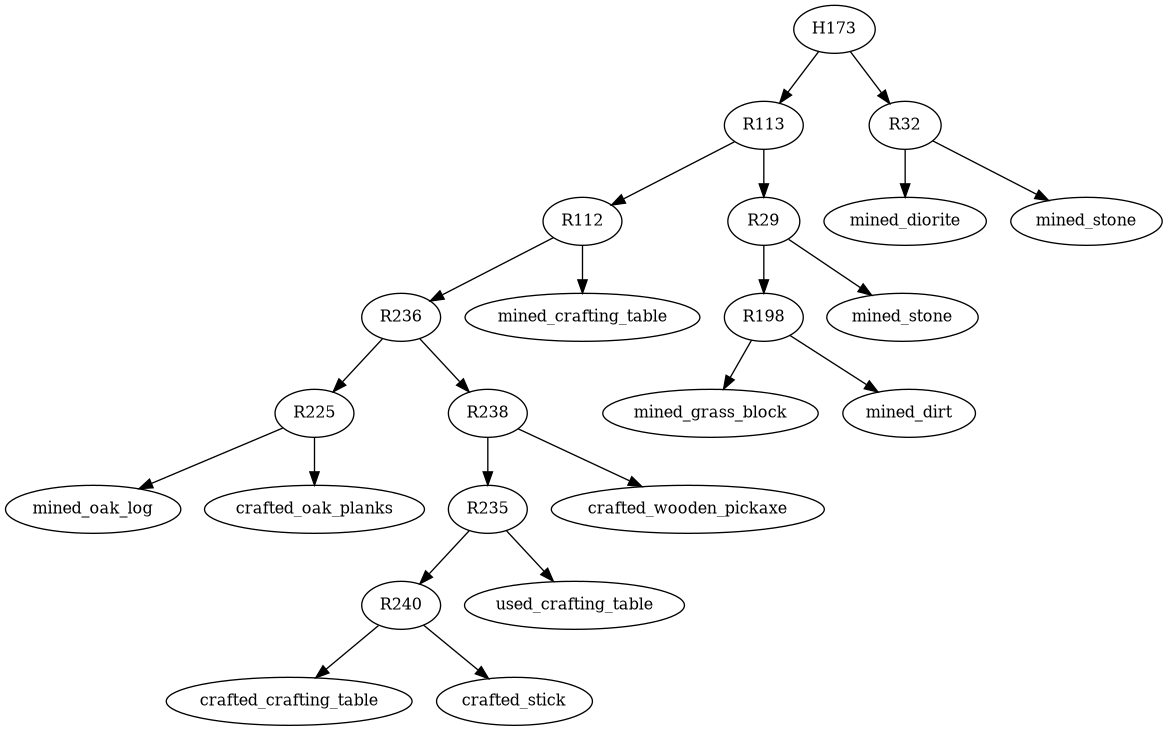 H173
R113
R32
R112
R29
mined_diorite
mined_stone
R236
mined_crafting_table
R198
mined_stone
R225
R238
mined_grass_block
mined_dirt
mined_oak_log
crafted_oak_planks
R235
crafted_wooden_pickaxe
R240
used_crafting_table
crafted_crafting_table
crafted_stick